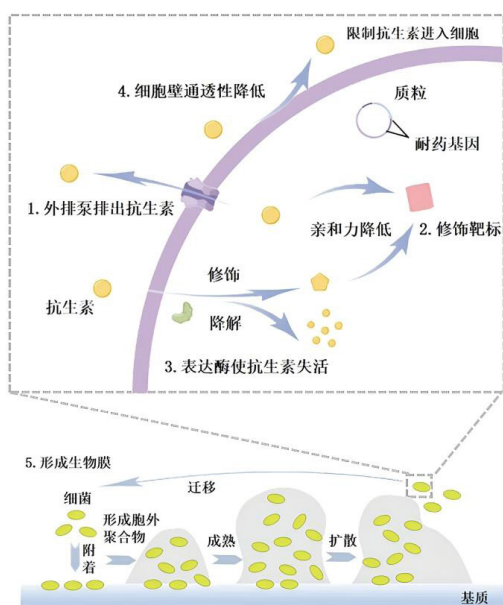 限制抗生素进入细胞
4. 细胞壁通透性降低
质粒
耐药基因
1. 外排泵排出抗生素
亲和力降低
2. 修饰靶标
修饰
抗生素
降解
3. 表达酶使抗生素失活
5. 形成生物膜
迁移
细菌
形成胞外
聚合物
成熟
扩散
附
着
基质